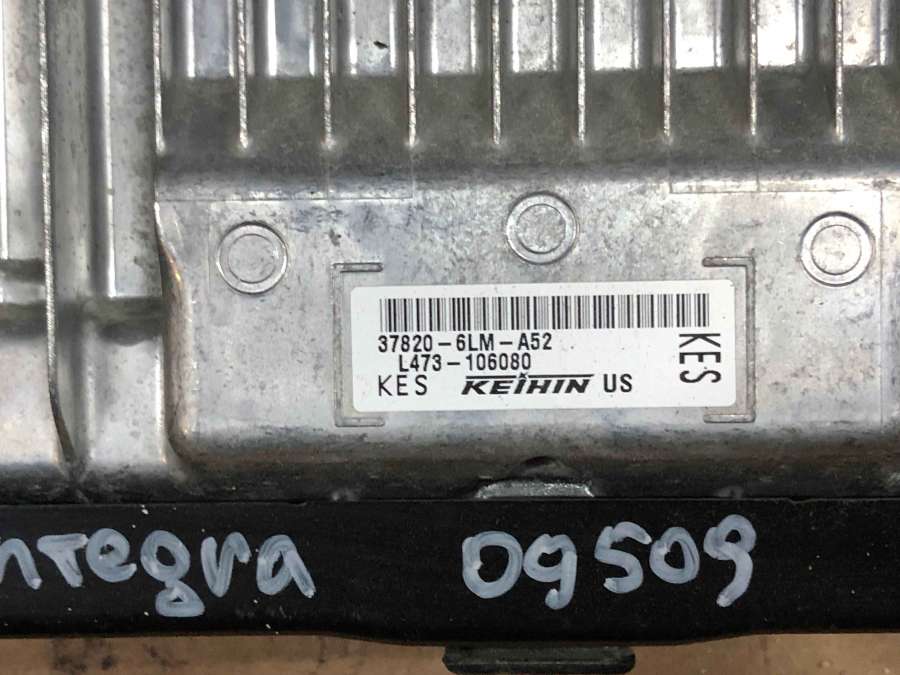 37820-6LM-A52
L473-106080
KES KEIHIN US
KES
ntegra 09509